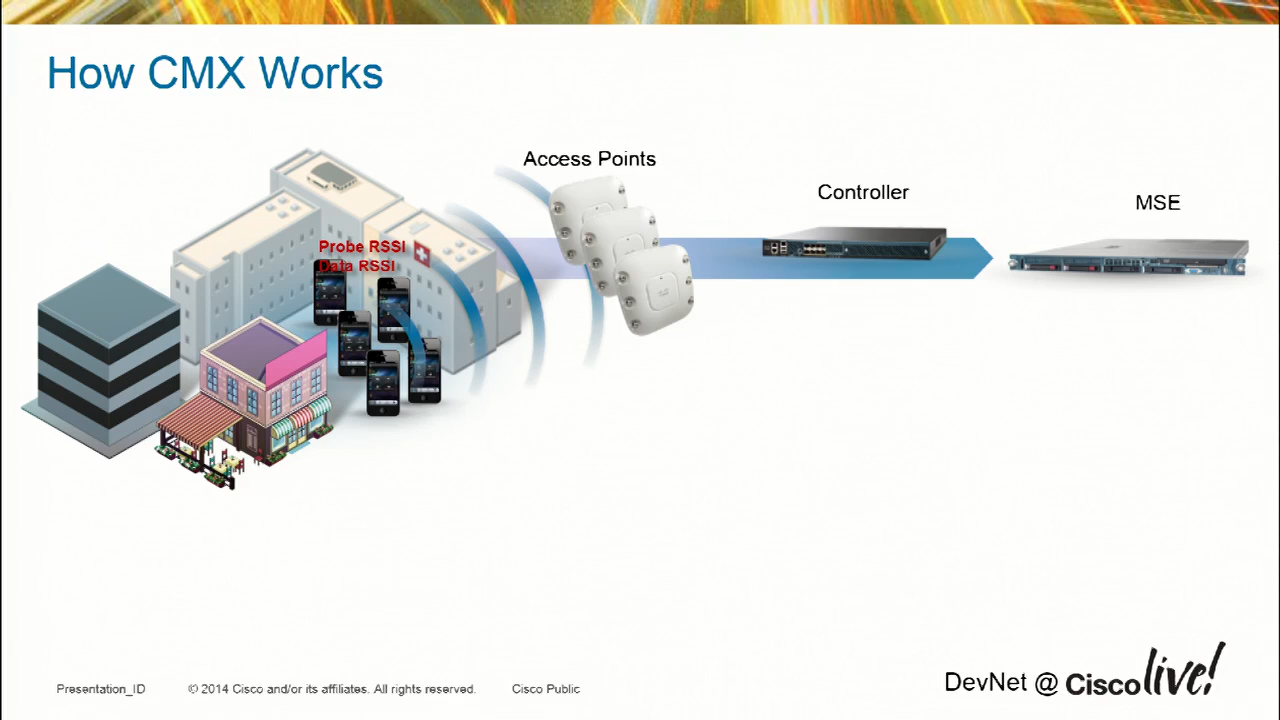 How CMX Works
Access Points
Controller
MSE
Probe RSSI
Data RSSI
Presentation_ID
© 2014 Cisco and/or its affiliates. All rights reserved.
Cisco Public
DevNet @ Cisco live!